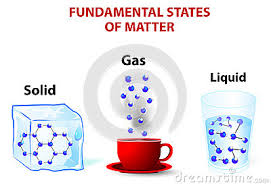 FUNDAMENTAL STATES
OF MATTER
Gas
Solid
Liquid
dreamstime.com